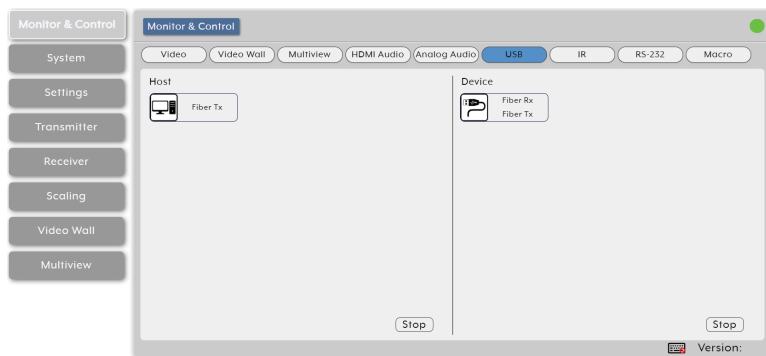 Monitor & Control
System
Settings
Transmitter
Receiver
Scaling
Video Wall
Multiview
Monitor & Control
Video
Video Wall
Multiview
HDMI Audio
Analog Audio
USB
IR
RS-232
Macro
Host
Fiber Tx
Stop
Device
Fiber Rx
Fiber Tx
Stop
Version: